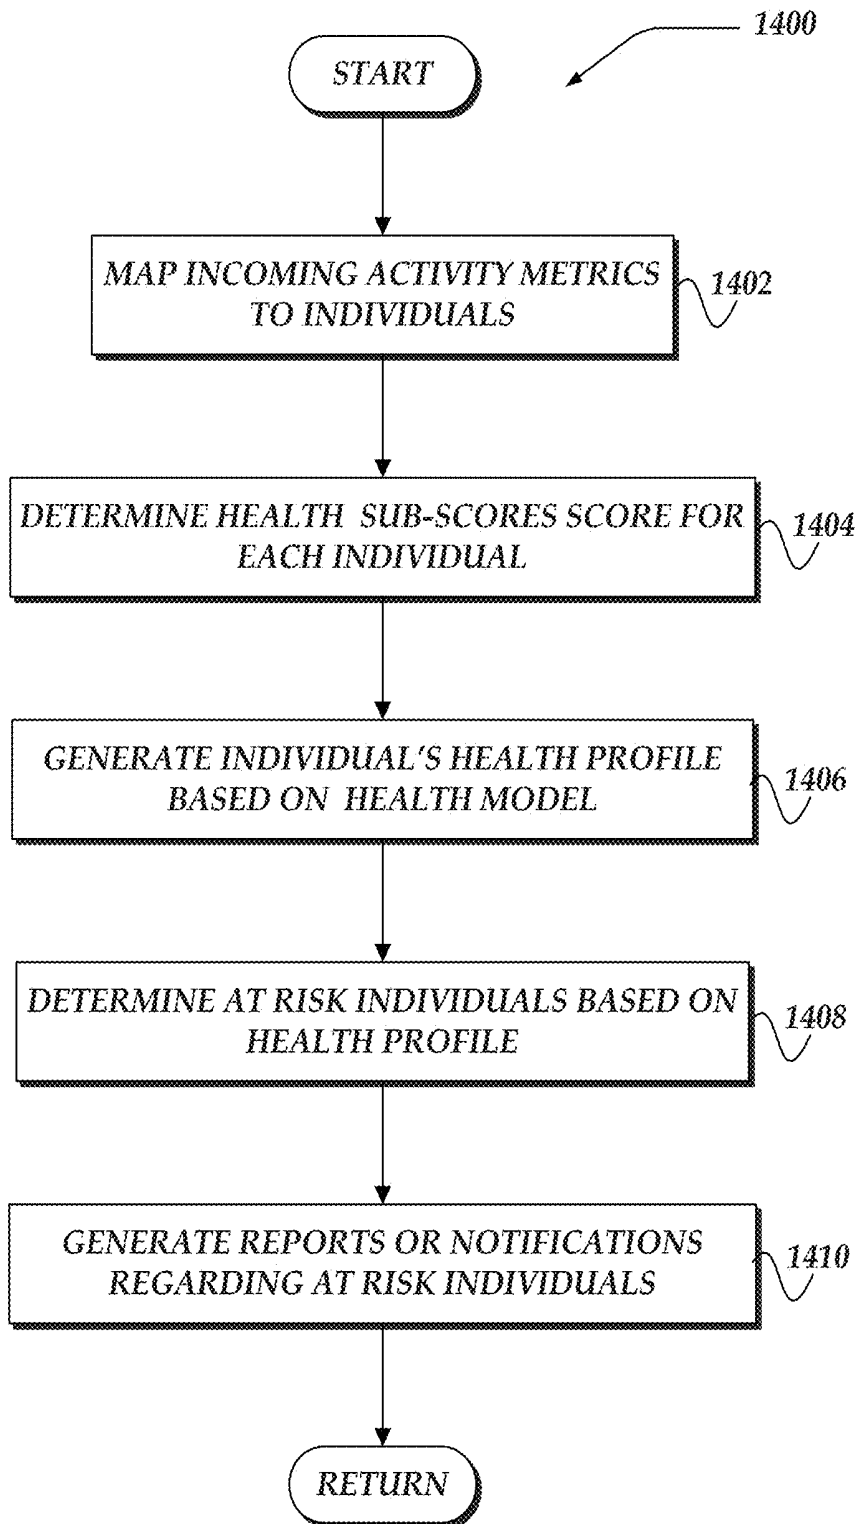 1400
START
MAP INCOMING ACTIVITY METRICS
TO INDIVIDUALS
1402
DETERMINE HEALTH SUB-SCORES SCORE FOR
EACH INDIVIDUAL
1404
GENERATE INDIVIDUAL'S HEALTH PROFILE
BASED ON HEALTH MODEL
1406
DETERMINE AT RISK INDIVIDUALS BASED ON
HEALTH PROFILE
1408
GENERATE REPORTS OR NOTIFICATIONS
REGARDING AT RISK INDIVIDUALS
1410
RETURN